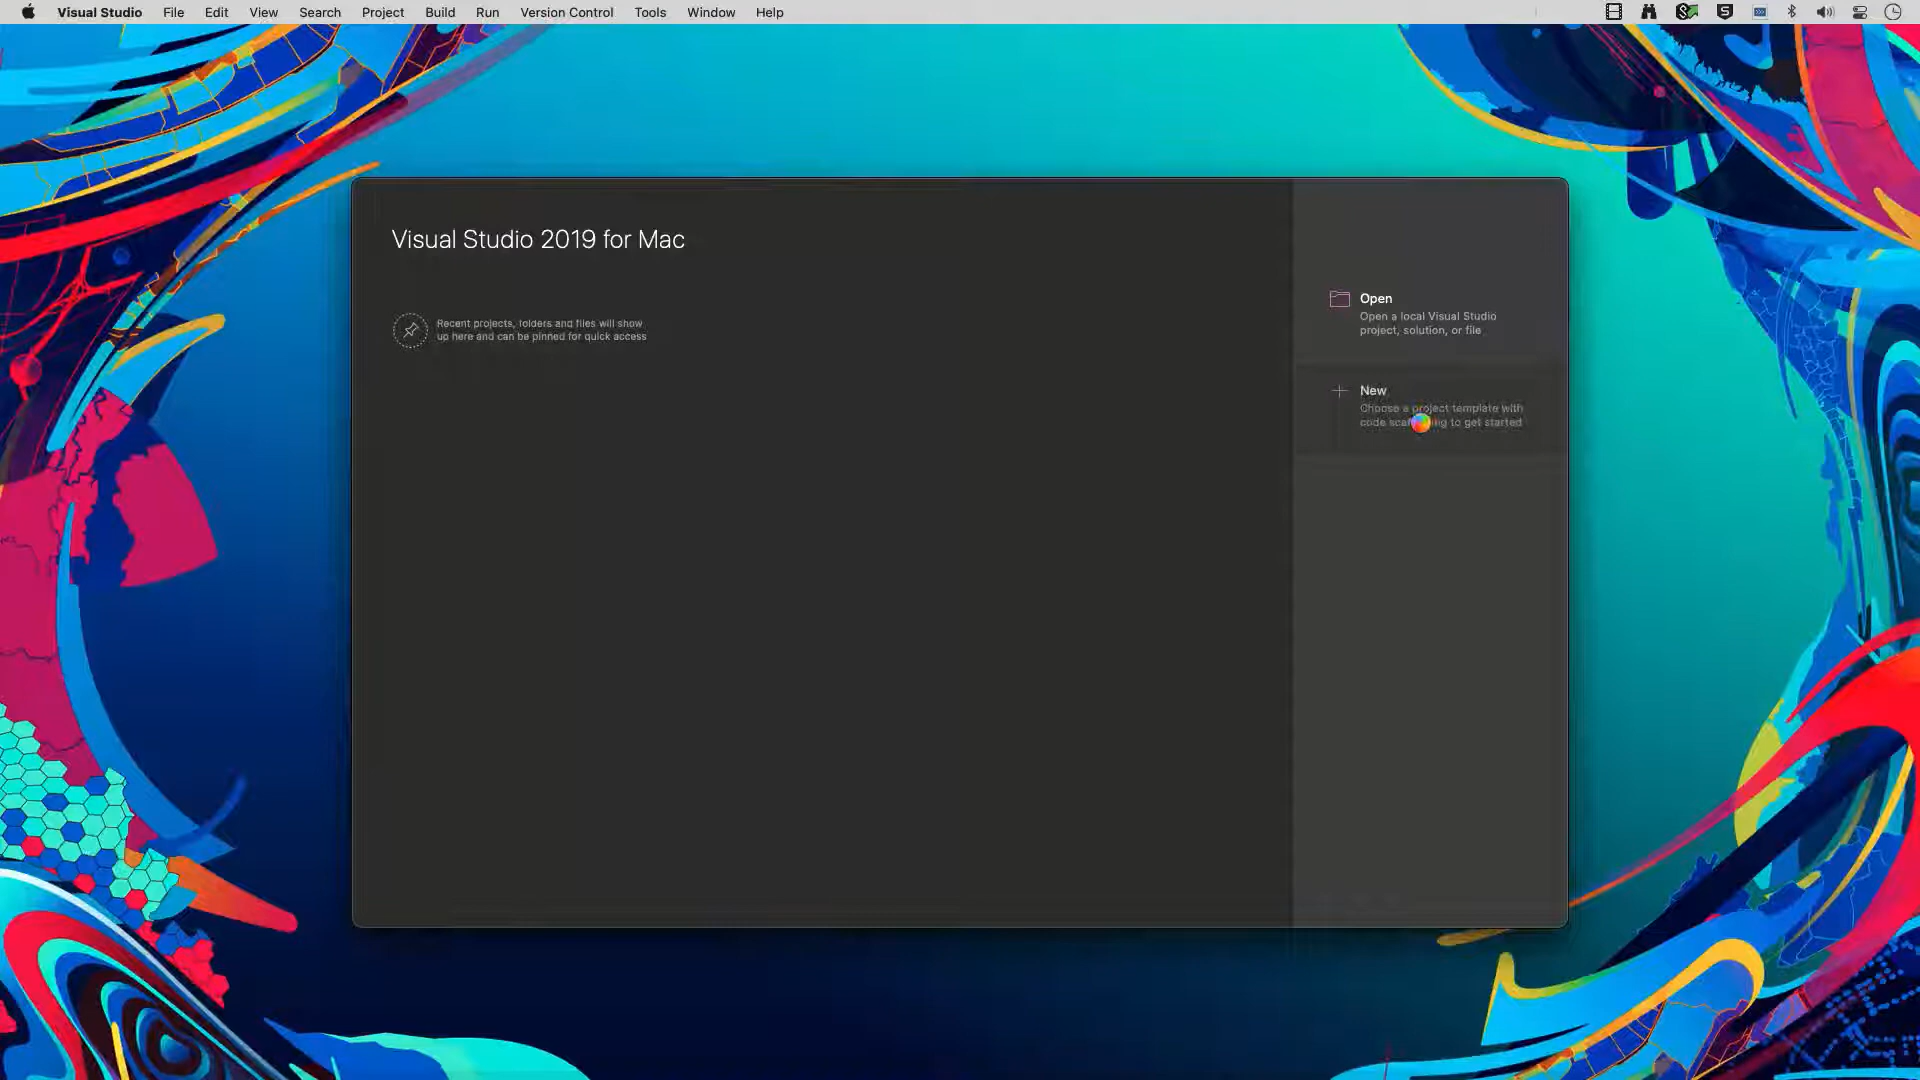 Visual Studio File Edit View Search Project Build Run Version Control Tools Window Help
Visual Studio 2019 for Mac
Recent projects, folders and files will show
up here and can be pinned for quick access
Open
Open a local Visual Studio
project, solution, or file
New
Choose a project template with
code to get started